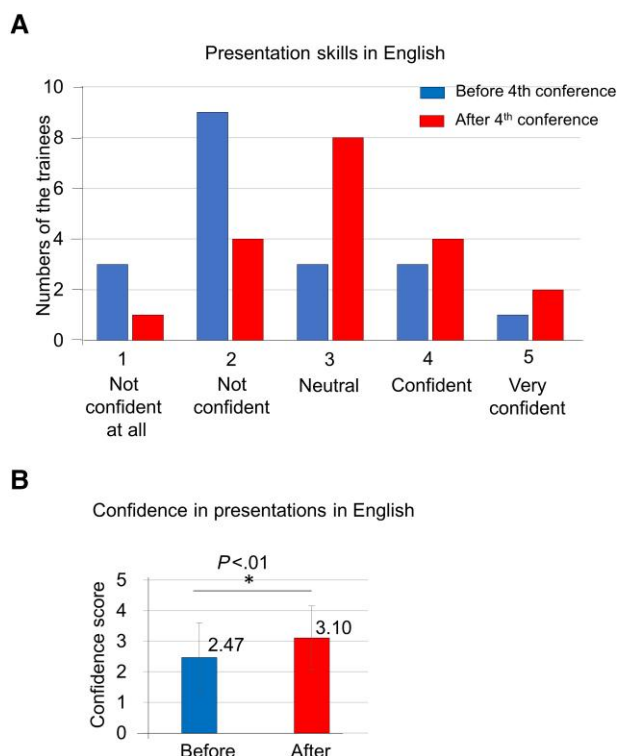 A
Presentation skills in English
Before 4th conference
After 4th conference
Numbers of the trainees
10
8
6
4
2
0
1 2 3 4 5
Not confident at all
Not confident
Neutral
Confident
Very confident
B
Confidence in presentations in English
P<.01
*
Confidence score
5
4
3
2
1
0
2.47
3.10
Before After